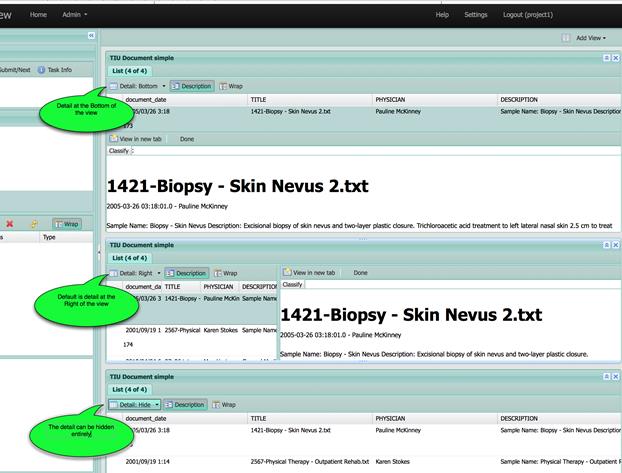 ew Home Admin Help Settings Logout (project1)
Add View
TIU Document simple
List (4 of 4)
Submit/Next Task Info
Detail: Bottom Description Wrap
Detail at the Bottom of
the view
document_date TITLE PHYSICIAN DESCRIPTION
05/03/26 3:18 1421-Biopsy - Skin Nevus 2.txt Pauline McKinney Sample Name: Biopsy - Skin Nevus Description
173
View in new tab Done
Classify :
1421-Biopsy - Skin Nevus 2.txt
2005-03-26 03:18:01.0 - Pauline McKinney
Sample Name: Biopsy - Skin Nevus Description: Excisional biopsy of skin nevus and two-layer plastic closure. Trichloroacetic acid treatment to left lateral nasal skin 2.5 cm to treat
Wrap
s Type
TIU Document simple
List (4 of 4)
Detail: Right Description Wrap
View in new tab Done
Classify
document_da TITLE PHYSICIAN DESCRIPTION
Default is detail at the
Right of the view
05/03/26 3 1421-Biopsy - Pauline McKin Sample Name
1421-Biopsy - Skin Nevus 2.txt
2001/09/19 1 2567-Physical Karen Stokes Sample Name
174
2005-03-26 03:18:01.0 - Pauline McKinney
Sample Name: Biopsy - Skin Nevus Description: Excisional biopsy of skin nevus and two-layer plastic closure.
TIU Document simple
List (4 of 4)
Detail: Hide Description Wrap
The detail can be hidden
entirely
document_date TITLE PHYSICIAN DESCRIPTION
05/03/26 3:18 1421-Biopsy - Skin Nevus 2.txt Pauline McKinney Sample Name: Biopsy - Skin Nevus Description:
2001/09/19 1:14 2567-Physical Therapy - Outpatient Rehab.txt Karen Stokes Sample Name: Physical Therapy - Outpatient R